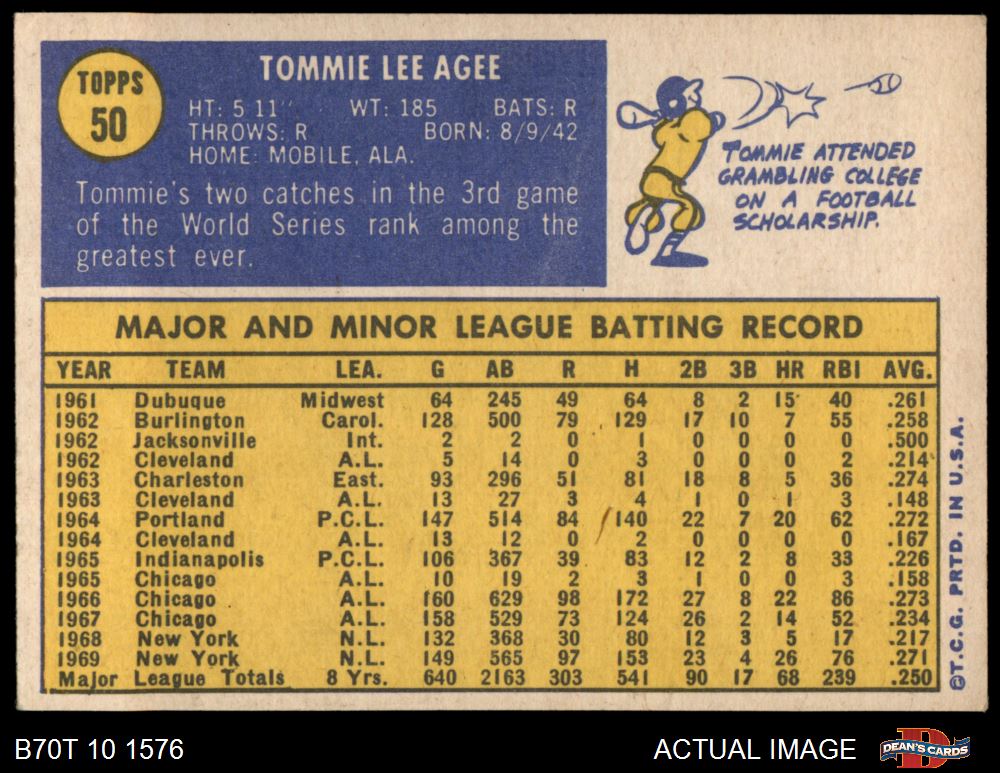 TOPPS
50
TOMMIE LEE AGEE
HT: 5 11" WT: 185 BATS: R
THROWS: R BORN: 8/9/42
HOME: MOBILE, ALA.
Tommie's two catches in the 3rd game
of the World Series rank among the
greatest ever.
TOMMIE ATTENDED
GRAMBLING COLLEGE
ON A FOOTBALL
SCHOLARSHIP.
MAJOR AND MINOR LEAGUE BATTING RECORD
YEAR TEAM LEA. G AB R H 2B 3B HR RBI AVG.
1961 Dubuque Midwest 64 245 49 64 8 2 15 40 .261
1962 Burlington Carol. 128 500 79 129 17 10 7 55 .258
1962 Jacksonville Int. 2 2 0 1 0 0 0 0 .500
1962 Cleveland A.L. 5 14 0 3 0 0 0 2 .214
1963 Charleston East. 93 296 51 81 18 8 5 36 .274
1963 Cleveland A.L. 13 27 3 4 1 0 1 3 .148
1964 Portland P.C.L. 147 514 84 140 22 7 20 62 .272
1964 Cleveland A.L. 13 12 0 2 0 0 0 0 .167
1965 Indianapolis P.C.L. 106 367 39 83 12 2 8 33 .226
1965 Chicago A.L. 10 19 2 3 1 0 0 3 .158
1966 Chicago A.L. 160 629 98 172 27 8 22 86 .273
1967 Chicago A.L. 158 529 73 124 26 2 14 52 .234
1968 New York N.L. 132 368 30 80 12 3 5 17 .217
1969 New York N.L. 149 565 97 153 23 4 26 76 .271
Major League Totals 8 Yrs. 640 2163 303 541 90 17 68 239 .250
©T.C.G. PRTD. IN U.S.A.
B70T 10 1576
ACTUAL IMAGE
DEAN'S CARDS